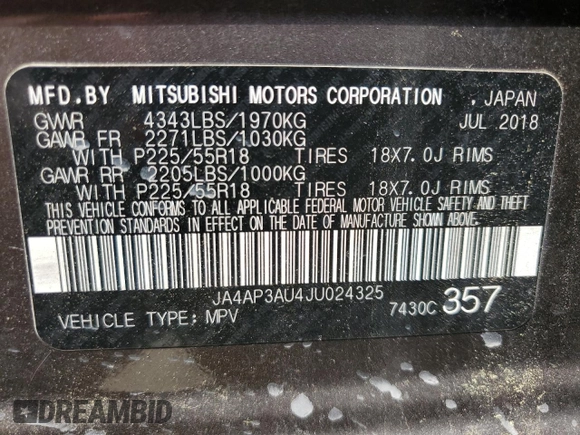 MFD.BY MITSUBISHI MOTORS CORPORATION , JAPAN
GVWR 4343LBS/1970KG JUL 2018
GAWR FR 2271LBS/1030KG
WITH P225/55R18 TIRES 18X7.0J RIMS
GAWR RR 2205LBS/1000KG
WITH P225/55R18 TIRES 18X7.0J RIMS
THIS VEHICLE CONFORMS TO ALL APPLICABLE FEDERAL MOTOR VEHICLE SAFETY AND THEFT
PREVENTION STANDARDS IN EFFECT ON THE DATE OF MANUFACTURE SHOWN ABOVE.
JA4AP3AU4JU024325
VEHICLE TYPE: MPV 7430C 357
DREAMBID